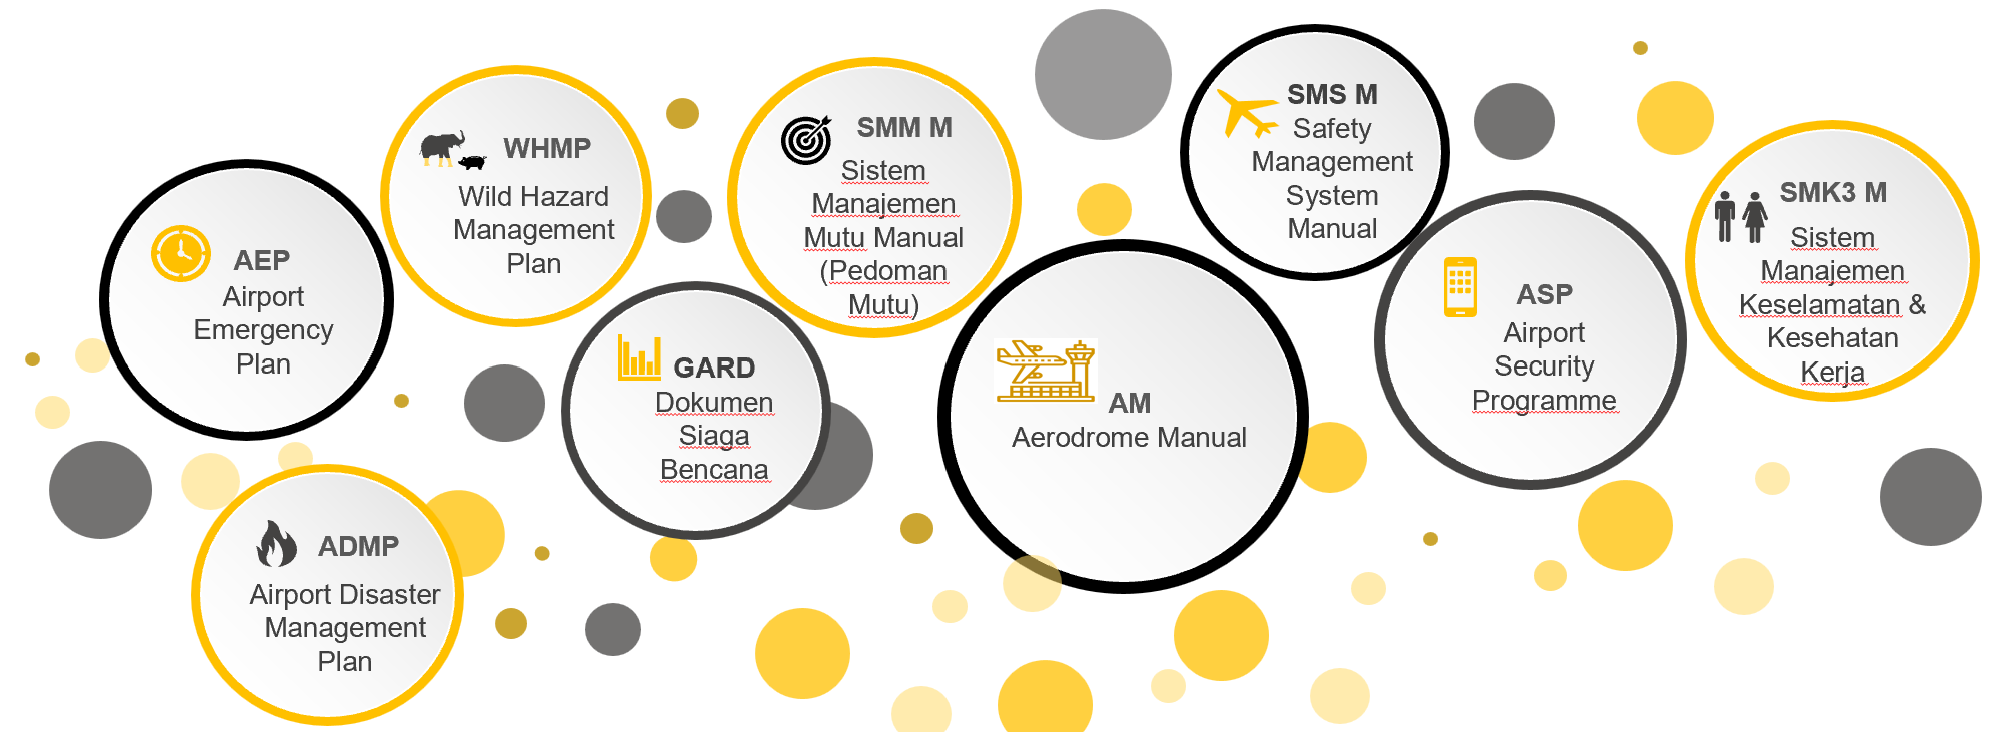 AEP
Airport
Emergency
Plan
WHMP
Wild Hazard
Management
Plan
ADMP
Airport Disaster
Management
Plan
GARD
Dokumen
Siaga
Bencana
SMM M
Sistem
Manajemen
Mutu Manual
(Pedoman
Mutu)
AM
Aerodrome Manual
SMS M
Safety
Management
System
Manual
ASP
Airport
Security
Programme
SMK3 M
Sistem
Manajemen
Keselamatan &
Kesehatan
Kerja